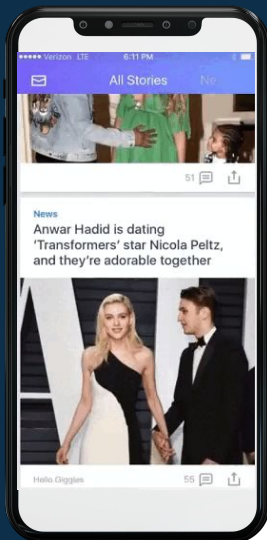 Verizon LTE 6:11 PM
All Stories Ne
51
News
Anwar Hadid is dating
'Transformers' star Nicola Peltz,
and they're adorable together
Hello Giggles 55